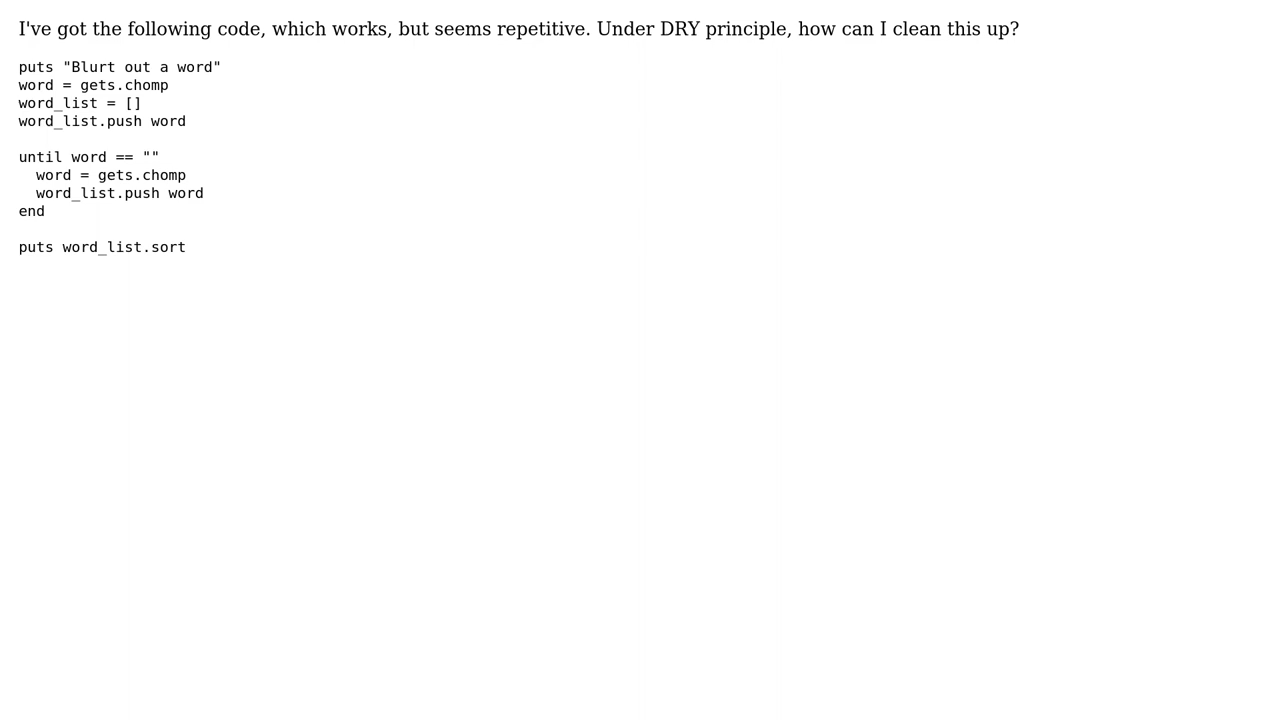 I've got the following code, which works, but seems repetitive. Under DRY principle, how can I clean this up?
puts "Blurt out a word"
word = gets.chomp
word_list = []
word_list.push word

until word == ""
  word = gets.chomp
  word_list.push word
end

puts word_list.sort